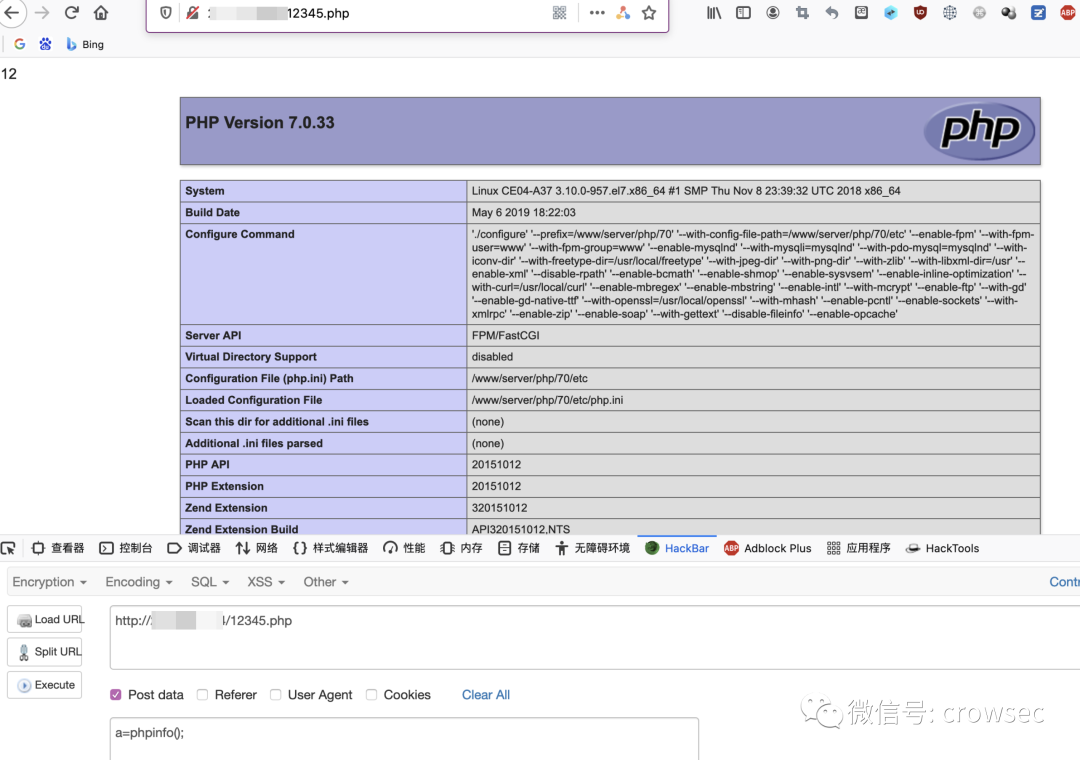 12345.php
Bing
12
PHP Version 7.0.33
php
System Linux CE04-A37 3.10.0-957.el7.x86_64 #1 SMP Thu Nov 8 23:39:32 UTC 2018 x86_64
Build Date May 6 2019 18:22:03
Configure Command './configure' '--prefix=/www/server/php/70' '--with-config-file-path=/www/server/php/70/etc' '--enable-fpm' '--with-fpm-
user=www' '--with-fpm-group=www' '--enable-mysqlnd' '--with-mysqli=mysqlnd' '--with-pdo-mysql=mysqlnd' '--with-
iconv-dir' '--with-freetype-dir=/usr/local/freetype' '--with-jpeg-dir' '--with-png-dir' '--with-zlib' '--with-libxml-dir=/usr' '--
enable-xml' '--disable-rpath' '--enable-bcmath' '--enable-shmop' '--enable-sysvsem' '--enable-inline-optimization' '--
with-curl=/usr/local/curl' '--enable-mbregex' '--enable-mbstring' '--enable-intl' '--with-mcrypt' '--enable-ftp' '--with-gd'
'--enable-gd-native-ttf' '--with-openssl=/usr/local/openssl' '--with-mhash' '--enable-pcntl' '--enable-sockets' '--with-
xmlrpc' '--enable-zip' '--enable-soap' '--with-gettext' '--disable-fileinfo' '--enable-opcache'
Server API FPM/FastCGI
Virtual Directory Support disabled
Configuration File (php.ini) Path /www/server/php/70/etc
Loaded Configuration File /www/server/php/70/etc/php.ini
Scan this dir for additional .ini files (none)
Additional .ini files parsed (none)
PHP API 20151012
PHP Extension 20151012
Zend Extension 320151012
Zend Extension Build API320151012,NTS
查看器 控制台 调试器 网络 样式编辑器 性能 内存 存储 无障碍环境 HackBar ABP Adblock Plus 应用程序 HackTools
Encryption Encoding SQL XSS Other Contr
Load URL http:// /12345.php
Split URL
Execute
Post data Referer User Agent Cookies Clear All
a=phpinfo();
微信号: crowsec